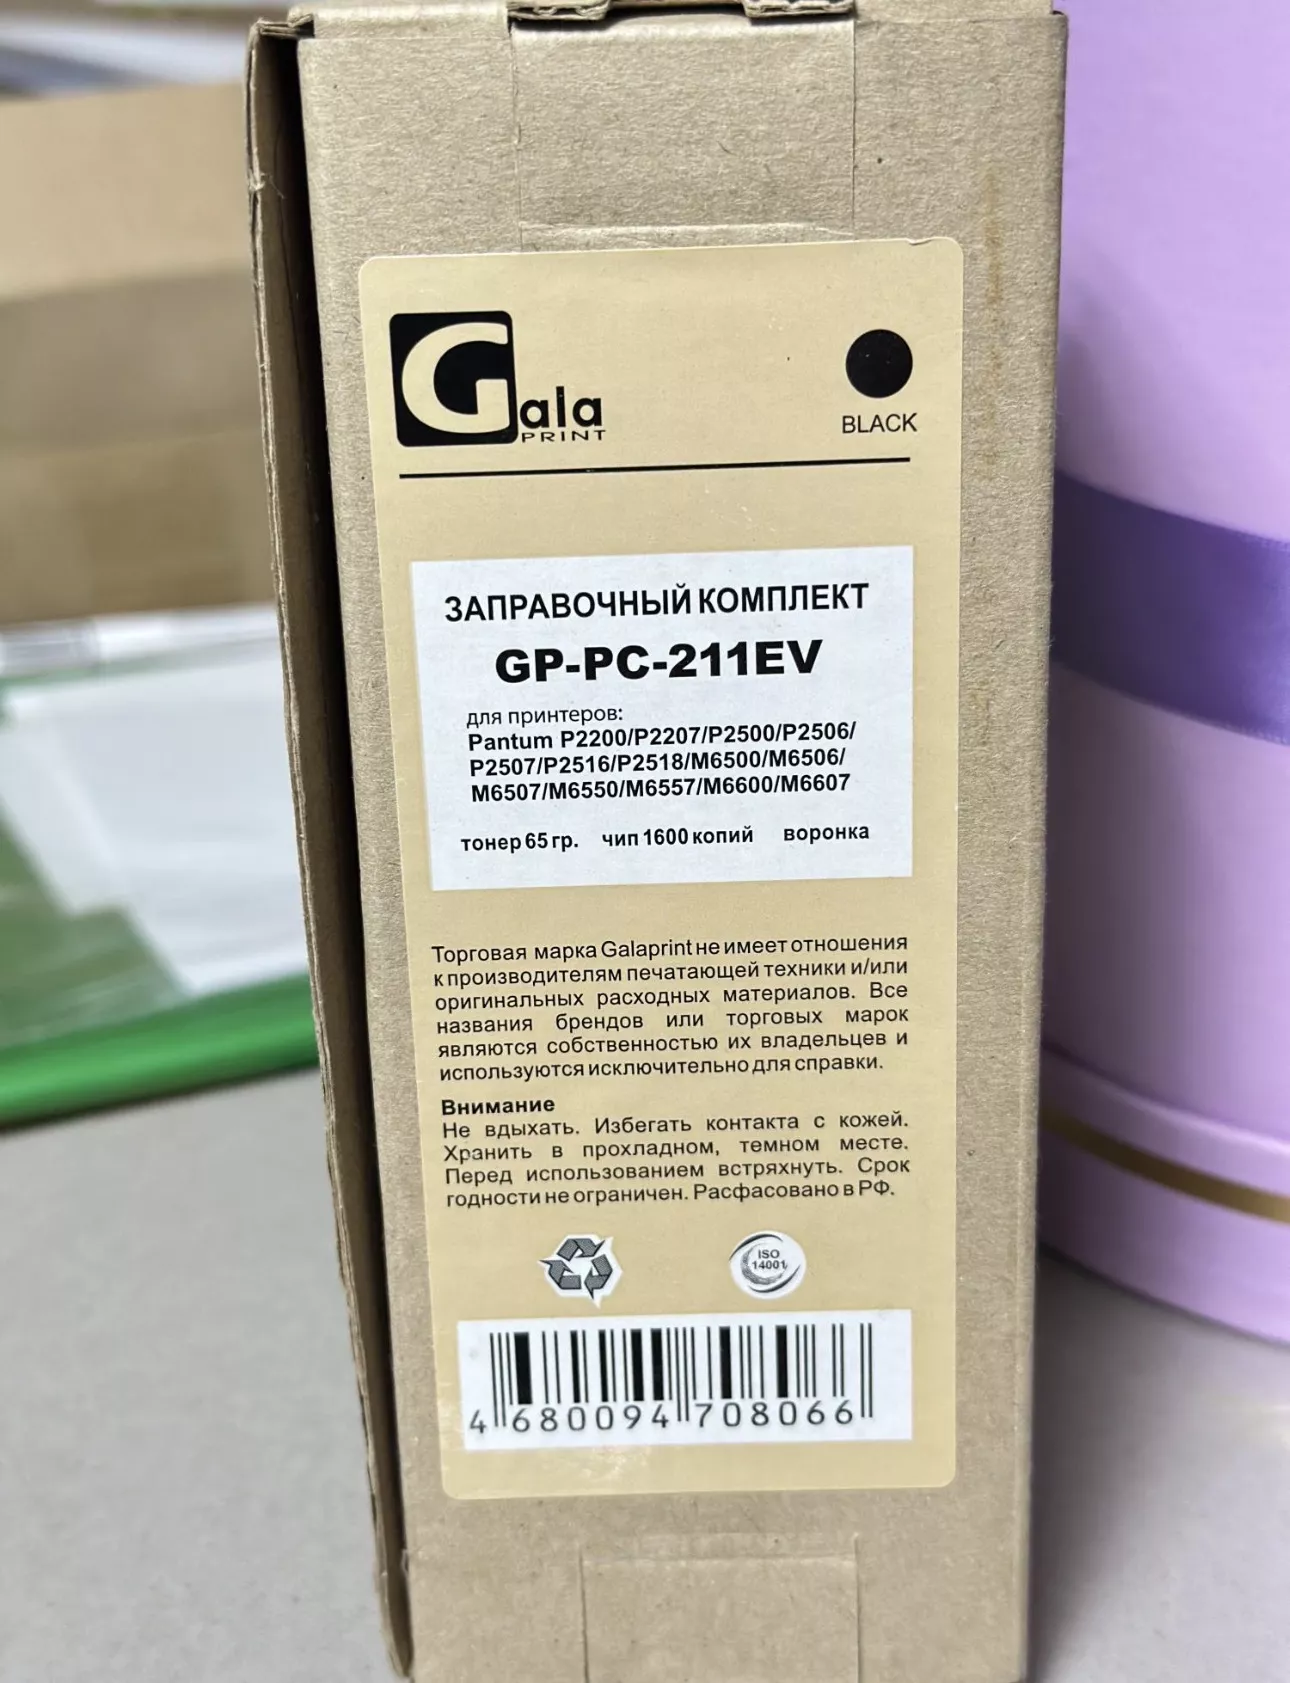 Gala
PRINT
BLACK
ЗАПРАВОЧНЫЙ КОМПЛЕКТ
GP-PC-211EV
для принтеров:
Pantum P2200/P2207/P2500/P2506/
P2507/P2516/P2518/M6500/M6506/
M6507/M6550/M6557/M6600/M6607
тонер 65 гр. чип 1600 копий воронка
Торговая марка Galaprint не имеет отношения
к производителям печатающей техники и/или
оригинальных расходных материалов. Все
названия брендов или торговых марок
являются собственностью их владельцев и
используются исключительно для справки.
Внимание
Не вдыхать. Избегать контакта с кожей.
Хранить в прохладном, темном месте.
Перед использованием встряхнуть. Срок
годности не ограничен. Расфасовано в РФ.
ISO
14001
4 680094 708066